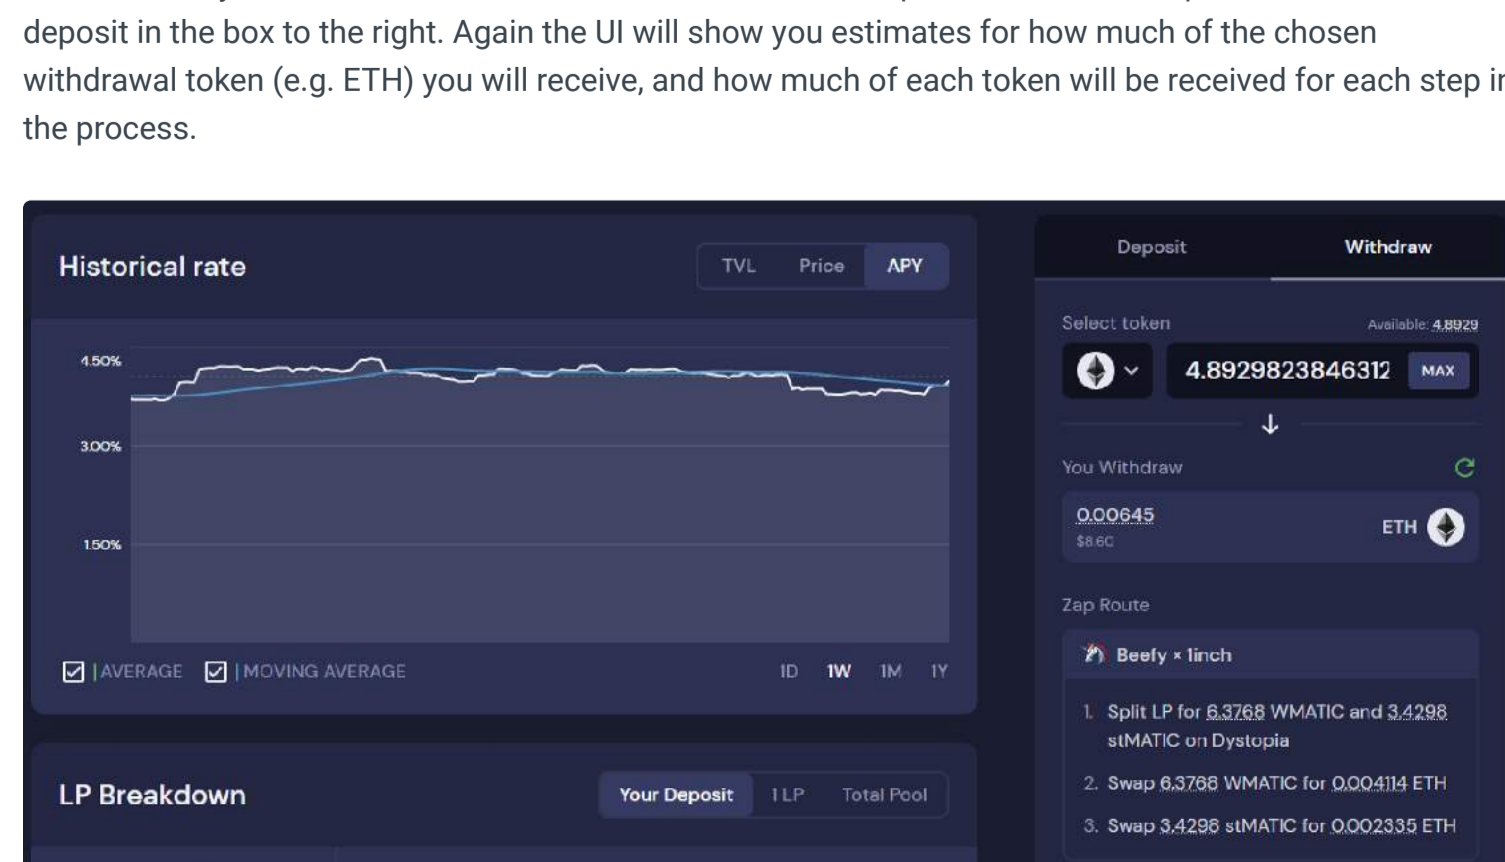 deposit in the box to the right. Again the UI will show you estimates for how much of the chosen
withdrawal token (e.g. ETH) you will receive, and how much of each token will be received for each step in
the process.
Historical rate
TVL Price APY
4.50%
3.00%
1.50%
AVERAGE MOVING AVERAGE
1D 1W 1M 1Y
LP Breakdown
Your Deposit 1 LP Total Pool
Deposit Withdraw
Select token Available: 4.8929
4.8929823846312 MAX
You Withdraw
0.00645 ETH
Zap Route
Beefy × 1inch
1. Split LP for 6.3768 WMATIC and 3.4298
stMATIC on Dystopia
2. Swap 6.3768 WMATIC for 0.004114 ETH
3. Swap 3.4298 stMATIC for 0.002335 ETH